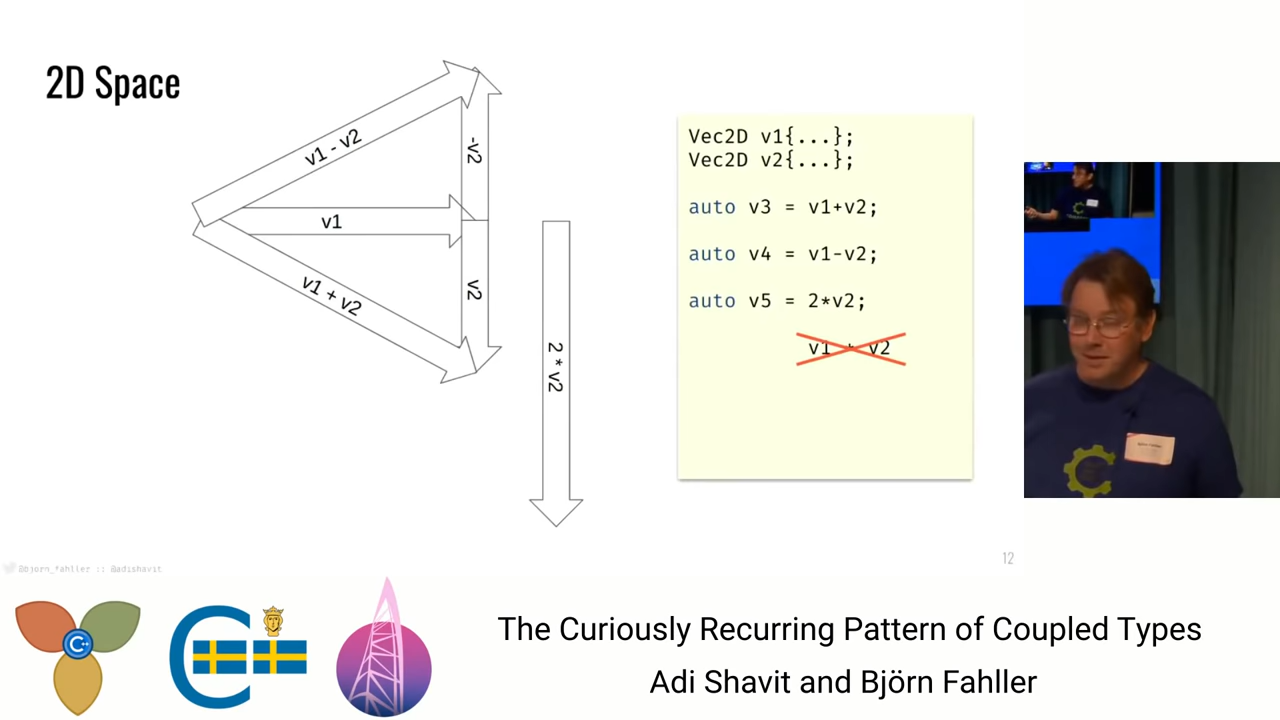 2D Space
v1 - v2
-v2
v1
v1 + v2
v2
2 * v2
Vec2D v1{...};
Vec2D v2{...};
auto v3 = v1+v2;
auto v4 = v1-v2;
auto v5 = 2*v2;
v1 * v2
12
@bjorn_fahller :: @adishavit
C++
The Curiously Recurring Pattern of Coupled Types
Adi Shavit and Björn Fahller